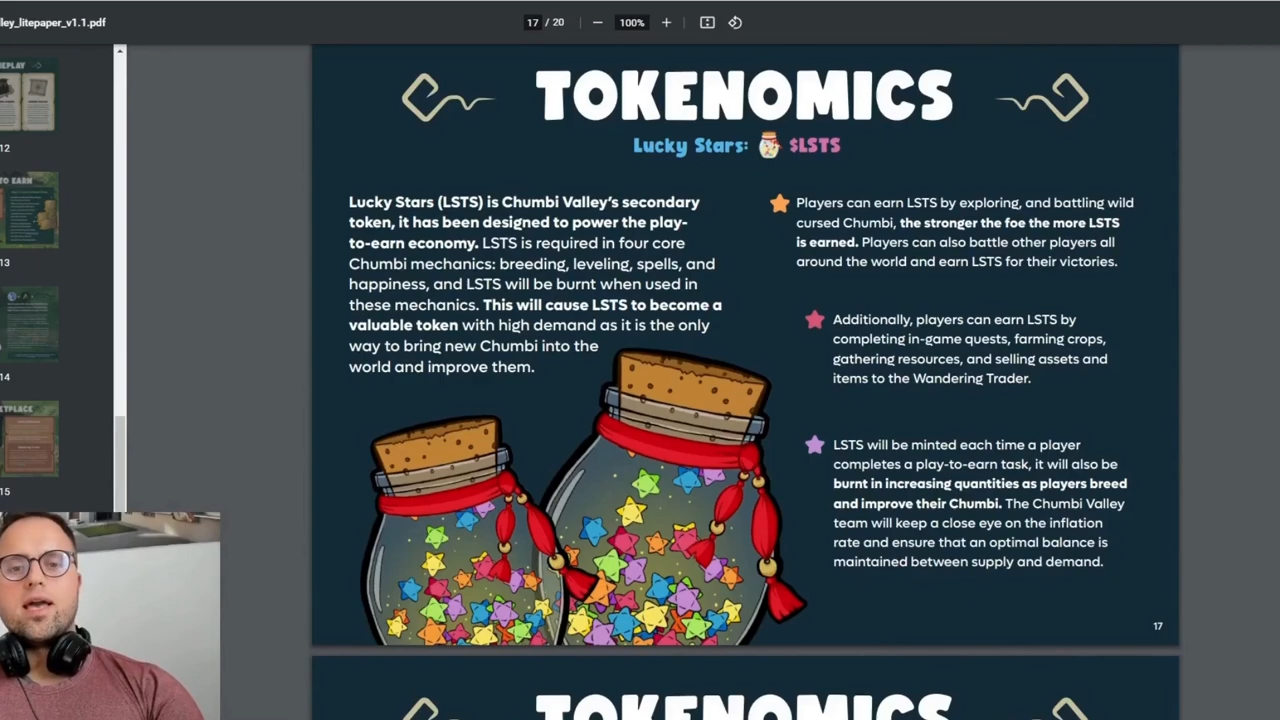 lley_litepaper_v1.1.pdf
17 / 20
100%
12
TO EARN
13
14
15
TOKENOMICS
Lucky Stars: $LSTS
Lucky Stars (LSTS) is Chumbi Valley's secondary
token, it has been designed to power the play-
to-earn economy. LSTS is required in four core
Chumbi mechanics: breeding, leveling, spells, and
happiness, and LSTS will be burnt when used in
these mechanics. This will cause LSTS to become a
valuable token with high demand as it is the only
way to bring new Chumbi into the
world and improve them.
Players can earn LSTS by exploring, and battling wild
cursed Chumbi, the stronger the foe the more LSTS
is earned. Players can also battle other players all
around the world and earn LSTS for their victories.
Additionally, players can earn LSTS by
completing in-game quests, farming crops,
gathering resources, and selling assets and
items to the Wandering Trader.
LSTS will be minted each time a player
completes a play-to-earn task, it will also be
burnt in increasing quantities as players breed
and improve their Chumbi. The Chumbi Valley
team will keep a close eye on the inflation
rate and ensure that an optimal balance is
maintained between supply and demand.
17
TOKENOMICS